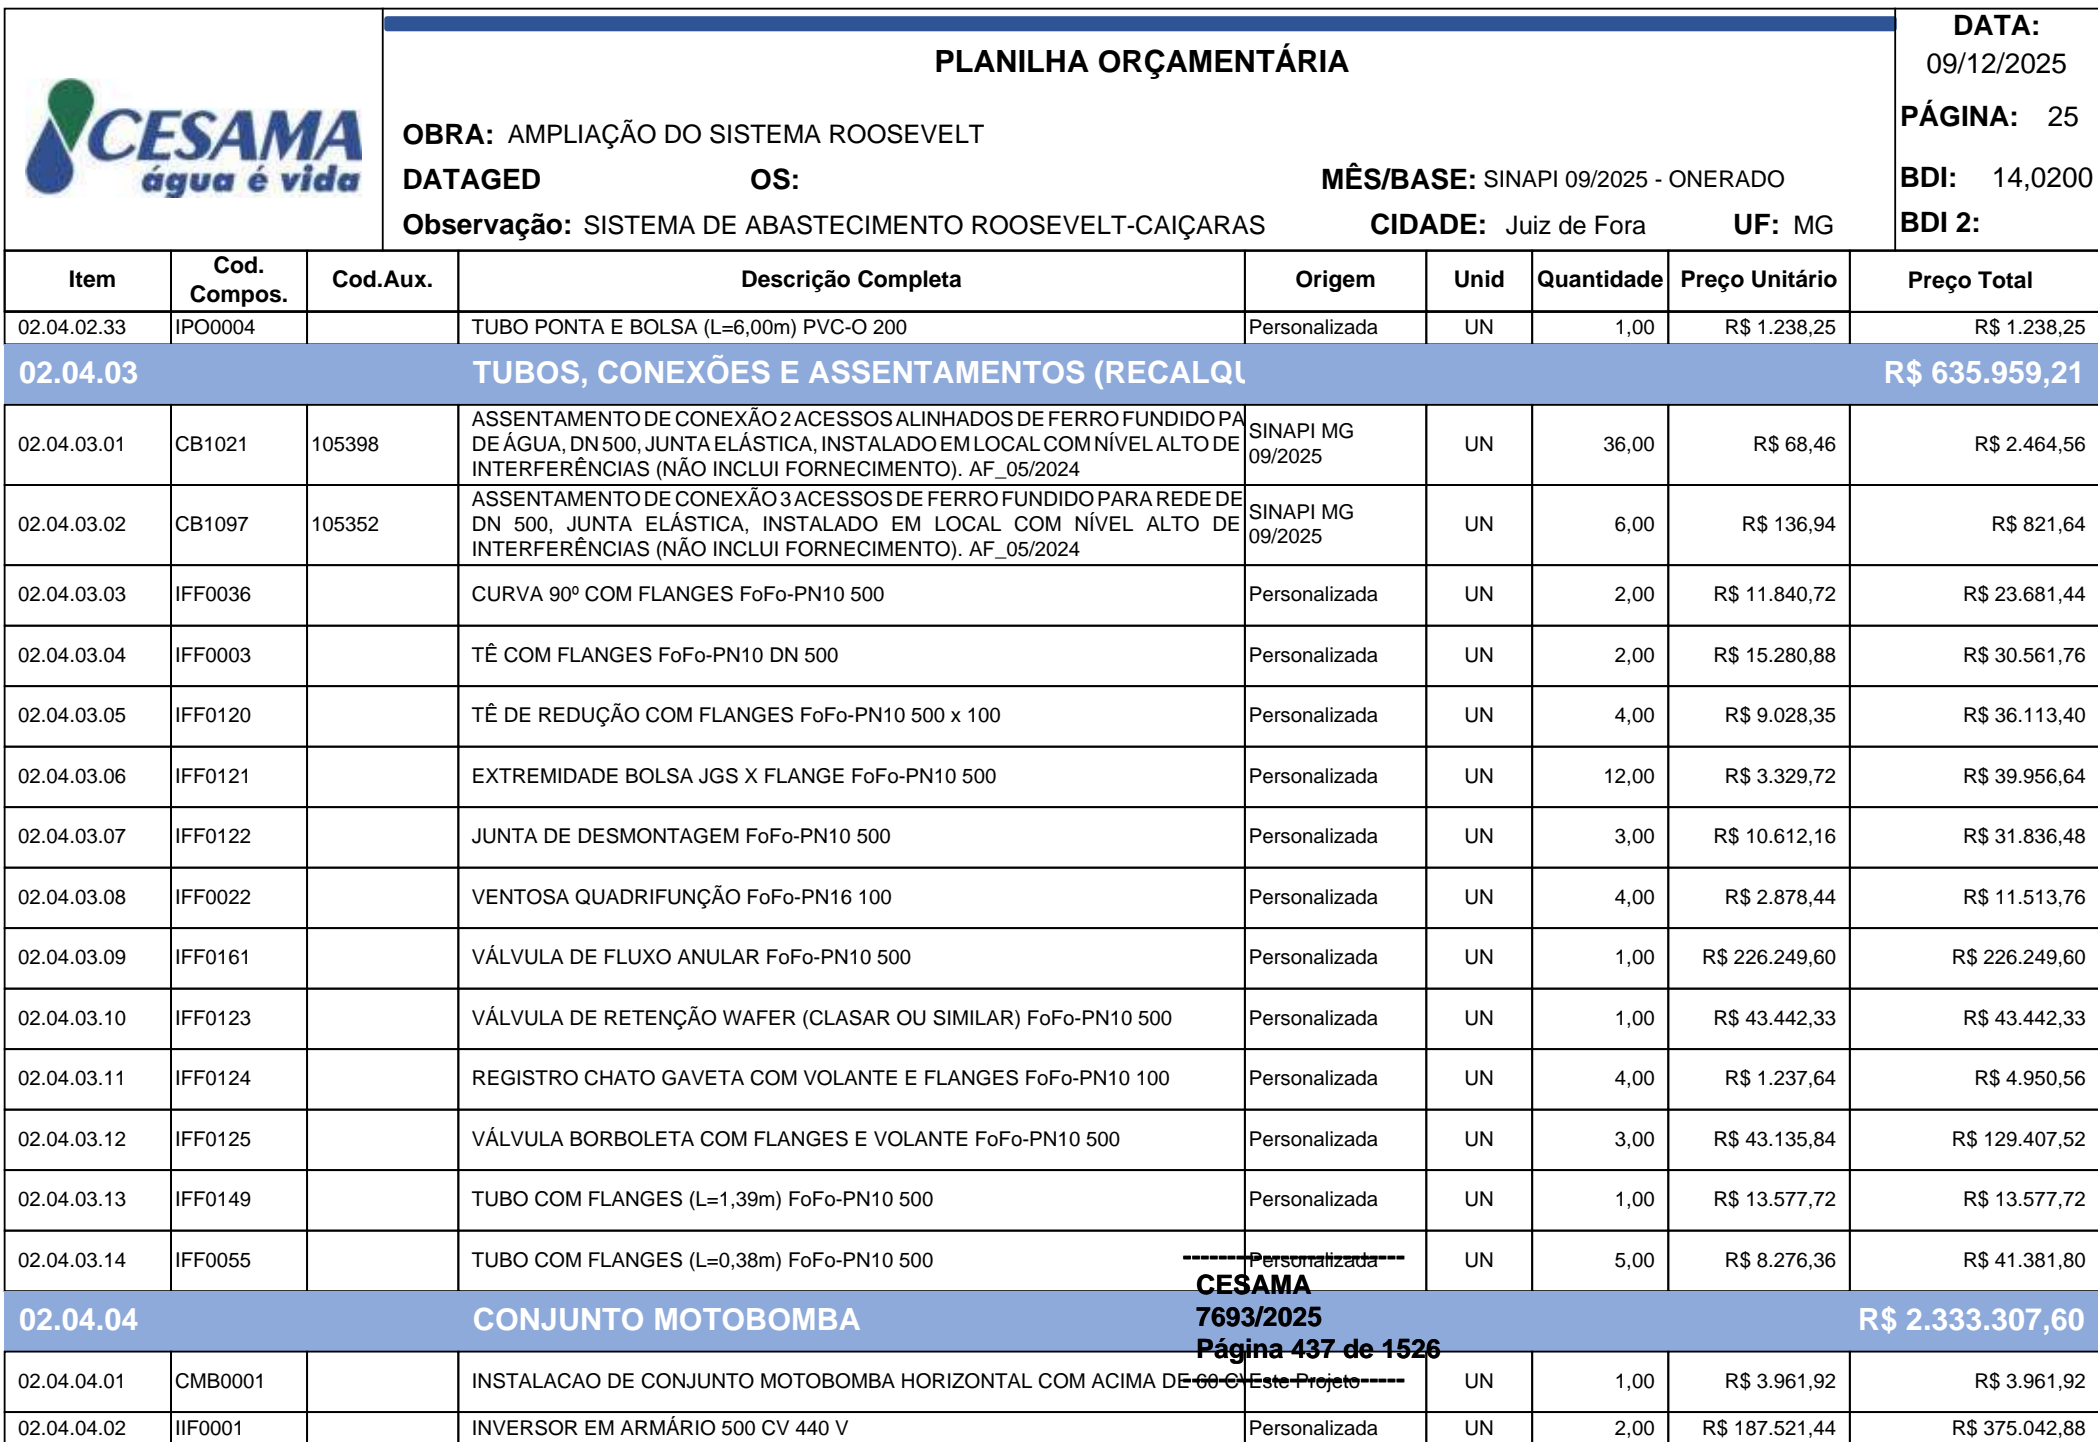 CESAMA
água é vida
PLANILHA ORÇAMENTÁRIA
OBRA: AMPLIAÇÃO DO SISTEMA ROOSEVELT
DATAGED OS: MÊS/BASE: SINAPI 09/2025 - ONERADO
Observação: SISTEMA DE ABASTECIMENTO ROOSEVELT-CAIÇARAS CIDADE: Juiz de Fora UF: MG
DATA:
09/12/2025
PÁGINA: 25
BDI: 14,0200
BDI 2:
Item Cod. Compos. Cod.Aux. Descrição Completa Origem Unid Quantidade Preço Unitário Preço Total
02.04.02.33 IPO0004 TUBO PONTA E BOLSA (L=6,00m) PVC-O 200 Personalizada UN 1,00 R$ 1.238,25 R$ 1.238,25
02.04.03 TUBOS, CONEXÕES E ASSENTAMENTOS (RECALQU R$ 635.959,21
ASSENTAMENTO DE CONEXÃO 2 ACESSOS ALINHADOS DE FERRO FUNDIDO PA
02.04.03.01 CB1021 105398 DE ÁGUA, DN 500, JUNTA ELÁSTICA, INSTALADO EM LOCAL COM NÍVEL ALTO DE SINAPI MG 09/2025 UN 36,00 R$ 68,46 R$ 2.464,56
INTERFERÊNCIAS (NÃO INCLUI FORNECIMENTO). AF_05/2024
ASSENTAMENTO DE CONEXÃO 3 ACESSOS DE FERRO FUNDIDO PARA REDE DE
02.04.03.02 CB1097 105352 DN 500, JUNTA ELÁSTICA, INSTALADO EM LOCAL COM NÍVEL ALTO DE SINAPI MG 09/2025 UN 6,00 R$ 136,94 R$ 821,64
INTERFERÊNCIAS (NÃO INCLUI FORNECIMENTO). AF_05/2024
02.04.03.03 IFF0036 CURVA 90º COM FLANGES FoFo-PN10 500 Personalizada UN 2,00 R$ 11.840,72 R$ 23.681,44
02.04.03.04 IFF0003 TÊ COM FLANGES FoFo-PN10 DN 500 Personalizada UN 2,00 R$ 15.280,88 R$ 30.561,76
02.04.03.05 IFF0120 TÊ DE REDUÇÃO COM FLANGES FoFo-PN10 500 x 100 Personalizada UN 4,00 R$ 9.028,35 R$ 36.113,40
02.04.03.06 IFF0121 EXTREMIDADE BOLSA JGS X FLANGE FoFo-PN10 500 Personalizada UN 12,00 R$ 3.329,72 R$ 39.956,64
02.04.03.07 IFF0122 JUNTA DE DESMONTAGEM FoFo-PN10 500 Personalizada UN 3,00 R$ 10.612,16 R$ 31.836,48
02.04.03.08 IFF0022 VENTOSA QUADRIFUNÇÃO FoFo-PN16 100 Personalizada UN 4,00 R$ 2.878,44 R$ 11.513,76
02.04.03.09 IFF0161 VÁLVULA DE FLUXO ANULAR FoFo-PN10 500 Personalizada UN 1,00 R$ 226.249,60 R$ 226.249,60
02.04.03.10 IFF0123 VÁLVULA DE RETENÇÃO WAFER (CLASAR OU SIMILAR) FoFo-PN10 500 Personalizada UN 1,00 R$ 43.442,33 R$ 43.442,33
02.04.03.11 IFF0124 REGISTRO CHATO GAVETA COM VOLANTE E FLANGES FoFo-PN10 100 Personalizada UN 4,00 R$ 1.237,64 R$ 4.950,56
02.04.03.12 IFF0125 VÁLVULA BORBOLETA COM FLANGES E VOLANTE FoFo-PN10 500 Personalizada UN 3,00 R$ 43.135,84 R$ 129.407,52
02.04.03.13 IFF0149 TUBO COM FLANGES (L=1,39m) FoFo-PN10 500 Personalizada UN 1,00 R$ 13.577,72 R$ 13.577,72
02.04.03.14 IFF0055 TUBO COM FLANGES (L=0,38m) FoFo-PN10 500 Personalizada UN 5,00 R$ 8.276,36 R$ 41.381,80
02.04.04 CONJUNTO MOTOBOMBA R$ 2.333.307,60
CESAMA
7693/2025
Página 437 de 1526
02.04.04.01 CMB0001 INSTALACAO DE CONJUNTO MOTOBOMBA HORIZONTAL COM ACIMA DE 60 CV Este Projeto UN 1,00 R$ 3.961,92 R$ 3.961,92
02.04.04.02 IIF0001 INVERSOR EM ARMÁRIO 500 CV 440 V Personalizada UN 2,00 R$ 187.521,44 R$ 375.042,88